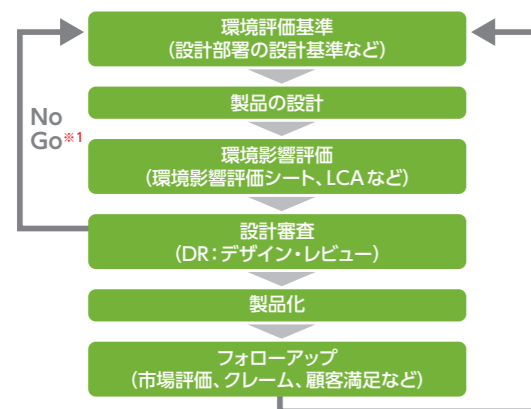 環境評価基準
(設計部署の設計基準など)
製品の設計
No
Go※1
環境影響評価
(環境影響評価シート、LCAなど)
設計審査
(DR:デザイン・レビュー)
製品化
フォローアップ
(市場評価、クレーム、顧客満足など)